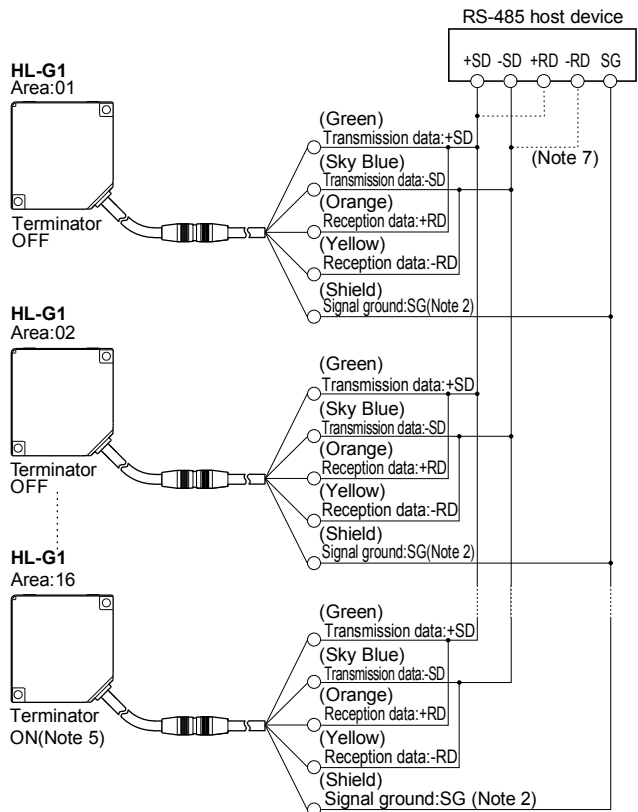 RS-485 host device
+SD -SD +RD -RD SG
(Note 7)
HL-G1
Area:01
Terminator
OFF
(Green)
Transmission data:+SD
(Sky Blue)
Transmission data:-SD
(Orange)
Reception data:+RD
(Yellow)
Reception data:-RD
(Shield)
Signal ground:SG(Note 2)
HL-G1
Area:02
Terminator
OFF
(Green)
Transmission data:+SD
(Sky Blue)
Transmission data:-SD
(Orange)
Reception data:+RD
(Yellow)
Reception data:-RD
(Shield)
Signal ground:SG(Note 2)
HL-G1
Area:16
Terminator
ON(Note 5)
(Green)
Transmission data:+SD
(Sky Blue)
Transmission data:-SD
(Orange)
Reception data:+RD
(Yellow)
Reception data:-RD
(Shield)
Signal ground:SG (Note 2)